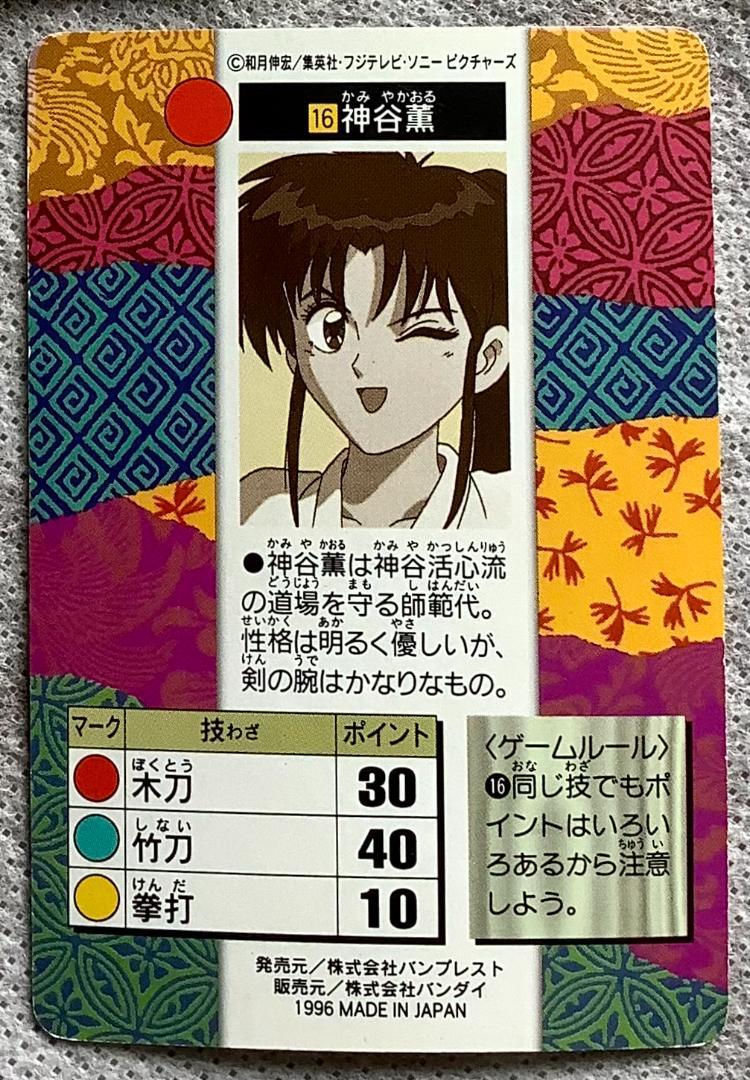 ©和月伸宏／集英社・フジテレビ・ソニー ピクチャーズ
かみ やかおる
16 神谷薫
かみ や かおる かみ や かっしんりゅう
●神谷薫は神谷活心流
どうじょう まも し はんだい
の道場を守る師範代。
せいかく あか やさ
性格は明るく優しいが、
けん うで
剣の腕はかなりなもの。
マーク 技わざ ポイント
ぼくとう
木刀 30
しない
竹刀 40
けん だ
拳打 10
〈ゲームルール〉
おな わざ
⓰同じ技でもポ
イントはいろい
ちゅう い
ろあるから注意
しよう。
発売元／株式会社バンプレスト
販売元／株式会社バンダイ
1996 MADE IN JAPAN